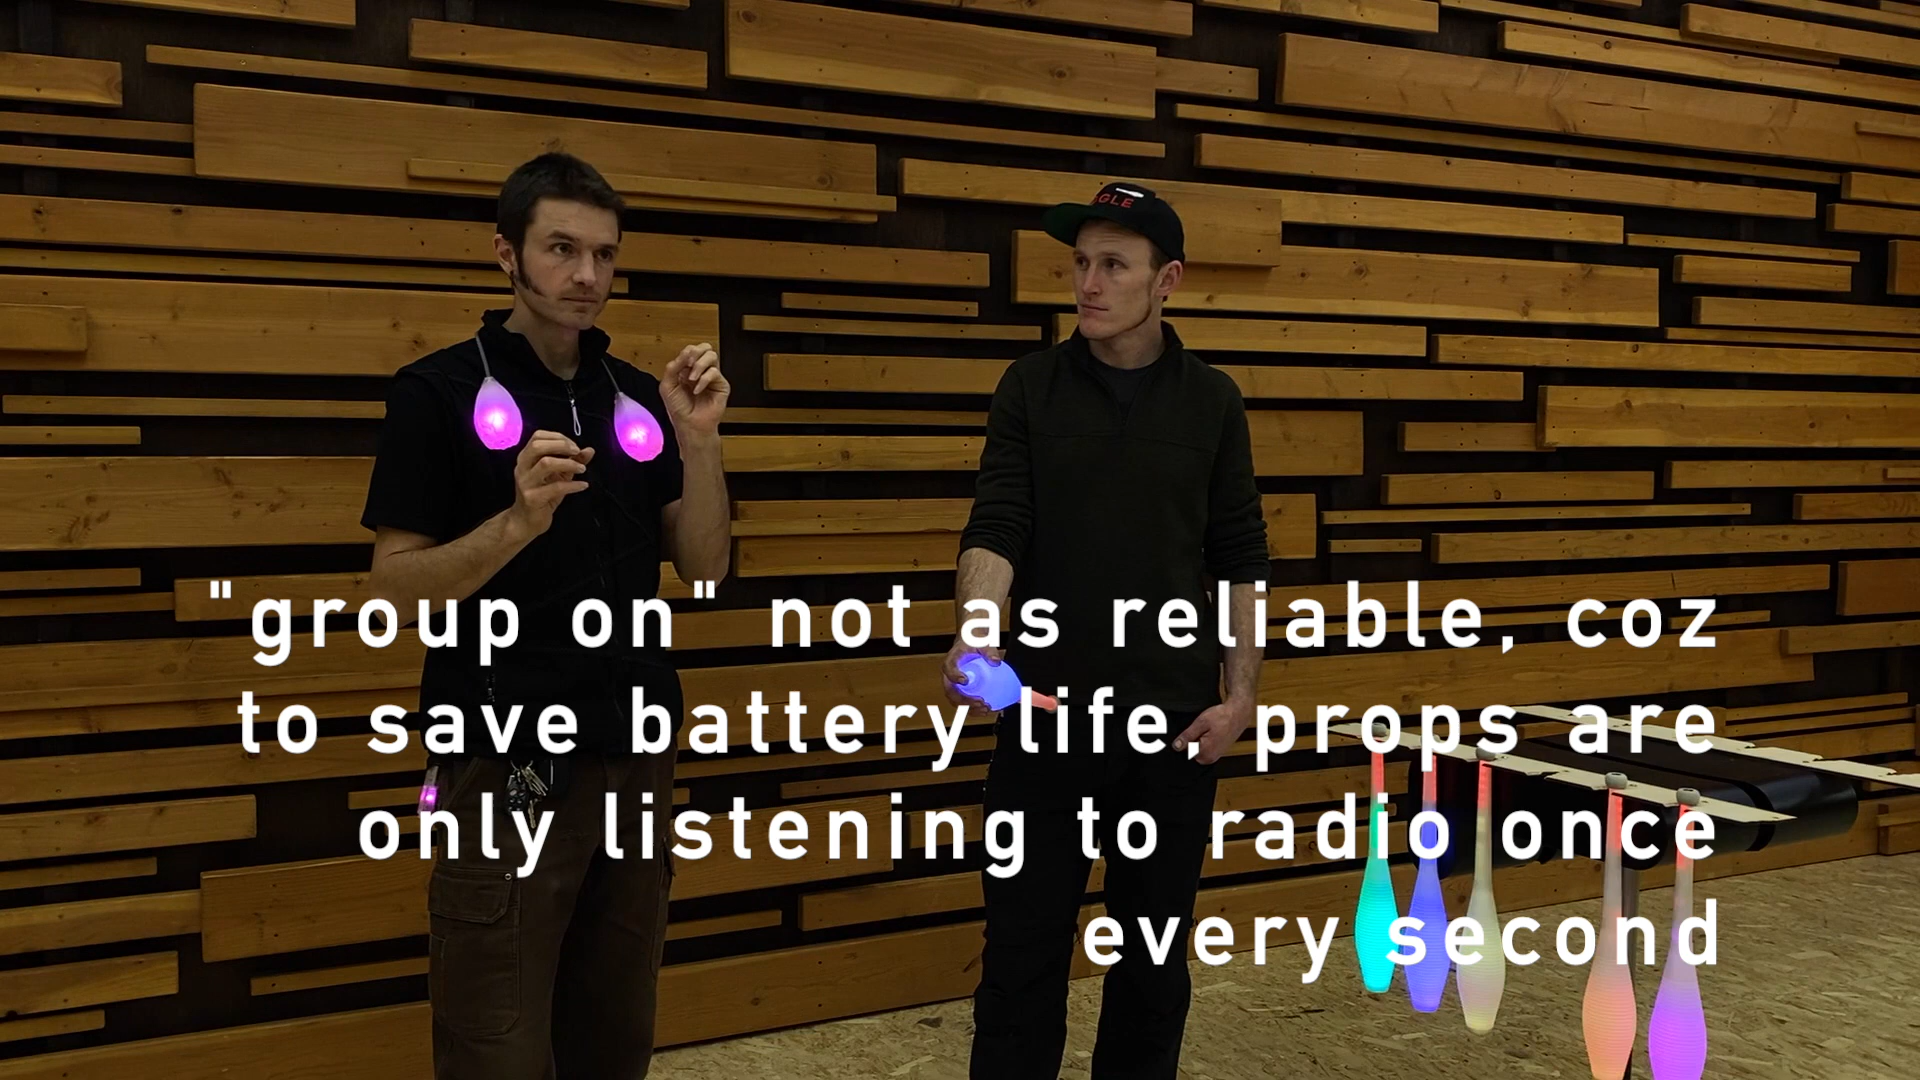 GLE
"group on" not as reliable, coz
to save battery life, props are
only listening to radio once
every second